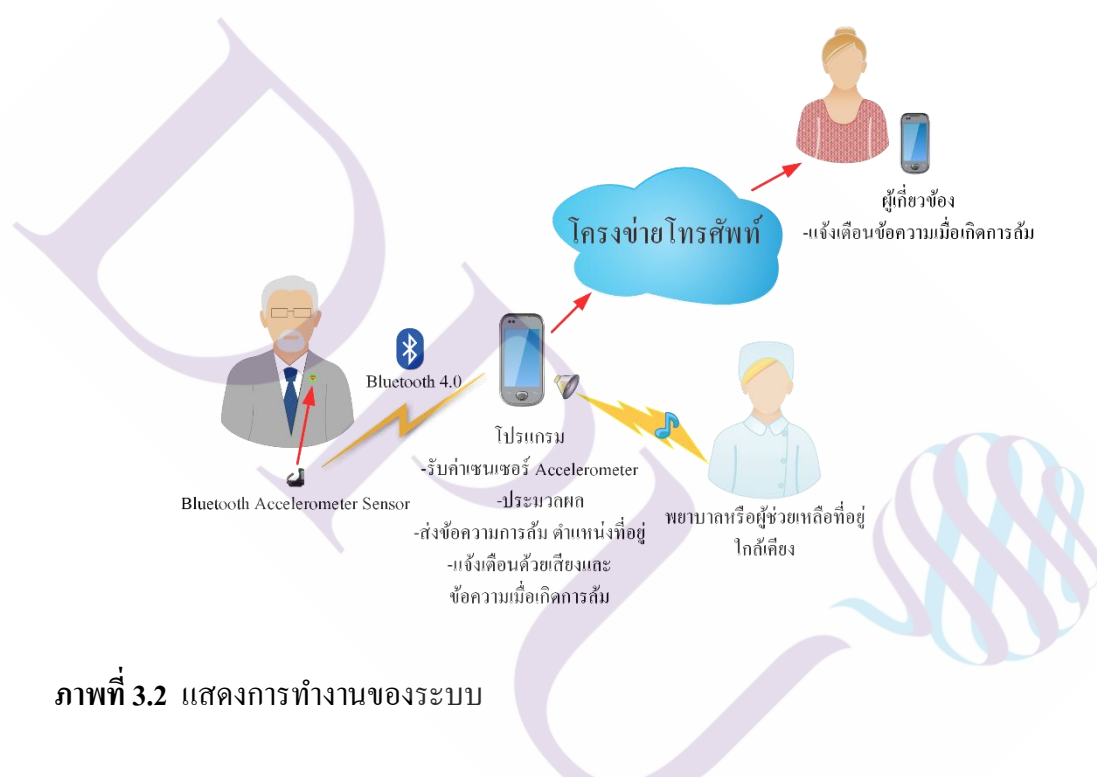 ผู้เกี่ยวข้อง
-แจ้งเตือนข้อความเมื่อเกิดการล้ม
โครงข่ายโทรศัพท์
Bluetooth 4.0
Bluetooth Accelerometer Sensor
โปรแกรม
-รับค่าเซนเซอร์ Accelerometer
-ประมวลผล
-ส่งข้อความการล้ม ตำแหน่งที่อยู่
-แจ้งเตือนด้วยเสียงและ
ข้อความเมื่อเกิดการล้ม
พยาบาลหรือผู้ช่วยเหลือที่อยู่
ใกล้เคียง
ภาพที่ 3.2 แสดงการทำงานของระบบ
DPU